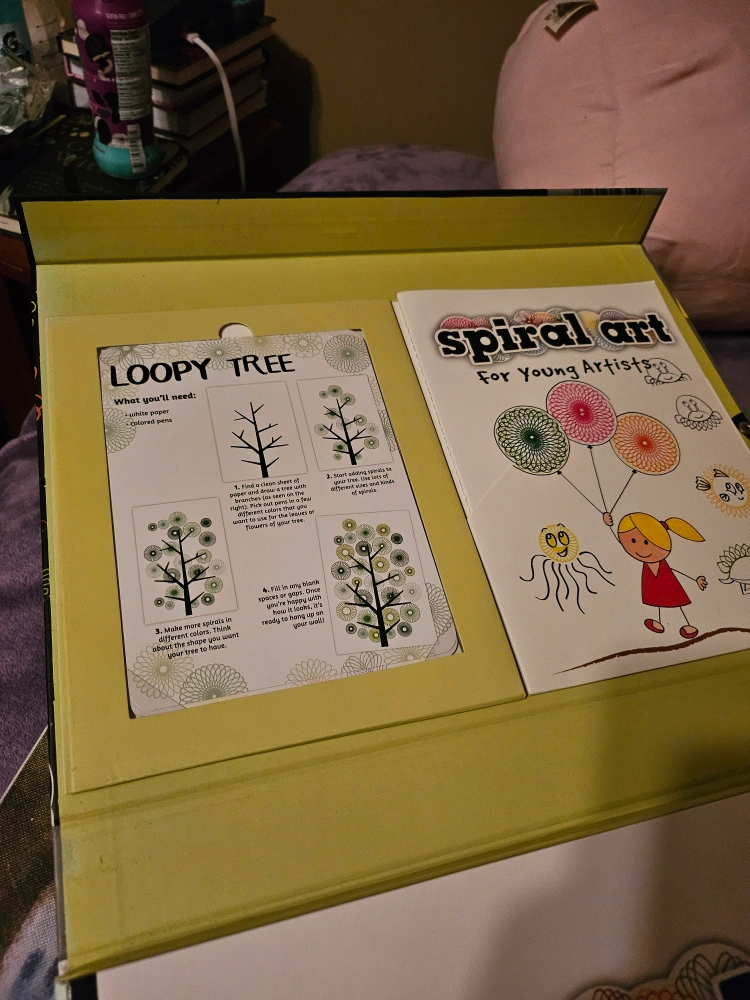 GLUTEN FREE
G
LOOPY TREE
What you'll need:
• white paper
• colored pens
1. Find a clean sheet of
paper and draw a tree with
branches (as seen on the
right). Pick out pens in a few
different colors that you
want to use for the leaves or
flowers of your tree.
2. Start adding spirals to
your tree. Use lots of
different sizes and kinds
of spirals.
3. Make more spirals in
different colors. Think
about the shape you want
your tree to have.
4. Fill in any blank
spaces or gaps. Once
you're happy with
how it looks, it's
ready to hang up on
your wall!
spiral art
For Young Artists